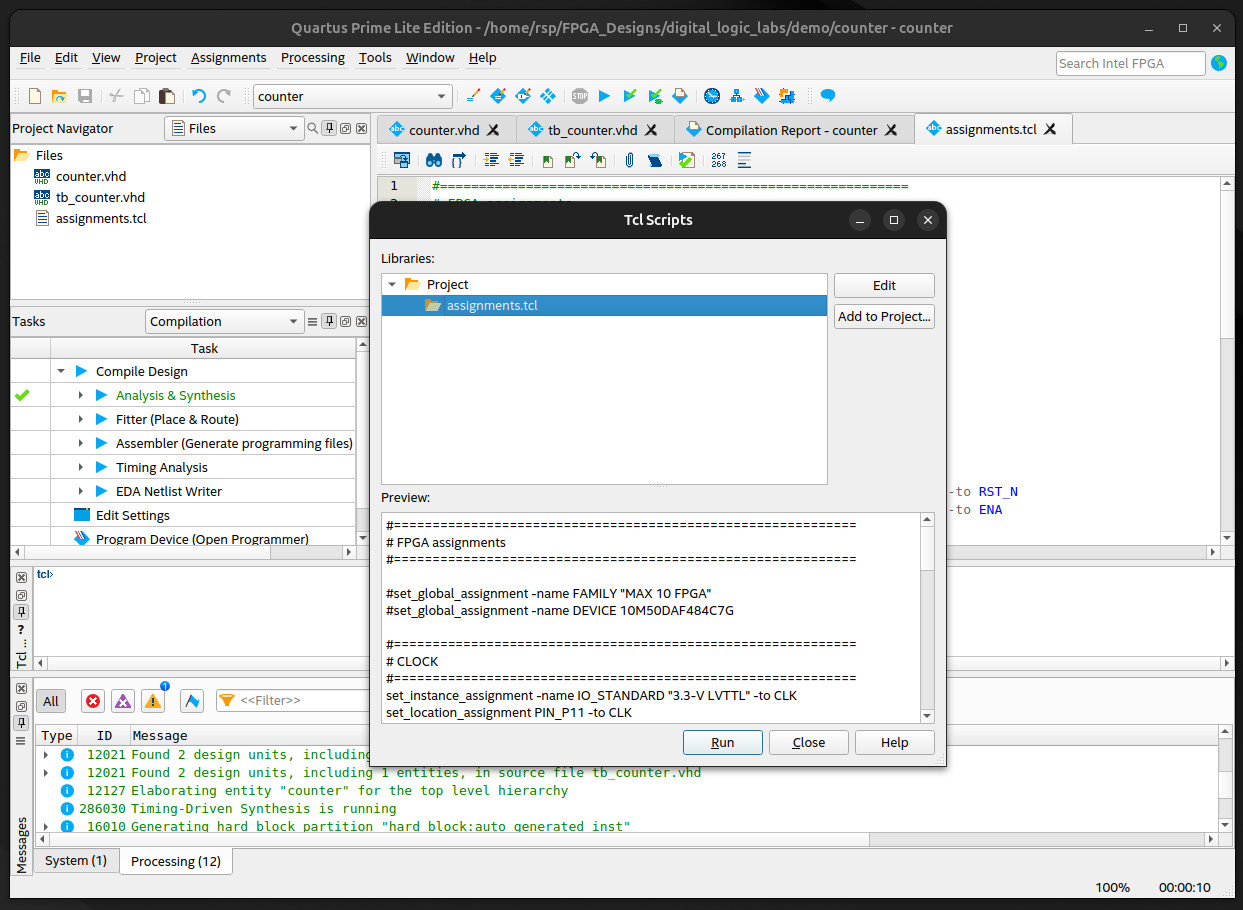 Quartus Prime Lite Edition - /home/rsp/FPGA_Designs/digital_logic_labs/demo/counter - counter
File Edit View Project Assignments Processing Tools Window Help
Search Intel FPGA
STOP
counter
Project Navigator Files
counter.vhd tb_counter.vhd Compilation Report - counter assignments.tcl
Files
counter.vhd
tb_counter.vhd
assignments.tcl
267
268
1 #============================================================
Tasks Compilation
Task
Compile Design
Analysis & Synthesis
Fitter (Place & Route)
Assembler (Generate programming files)
Timing Analysis
EDA Netlist Writer
Edit Settings
Program Device (Open Programmer)
-to RST_N
-to ENA
Tcl Scripts
Libraries:
Project
assignments.tcl
Edit
Add to Project...
Preview:
#============================================================
# FPGA assignments
#============================================================
#set_global_assignment -name FAMILY "MAX 10 FPGA"
#set_global_assignment -name DEVICE 10M50DAF484C7G
#============================================================
# CLOCK
#============================================================
set_instance_assignment -name IO_STANDARD "3.3-V LVTTL" -to CLK
set_location_assignment PIN_P11 -to CLK
Run Close Help
tcl>
Tcl ...
All 1 <<Filter>>
Type ID Message
12021 Found 2 design units, including
12021 Found 2 design units, including 1 entities, in source file tb_counter.vhd
12127 Elaborating entity "counter" for the top level hierarchy
286030 Timing-Driven Synthesis is running
16010 Generating hard block partition "hard_block:auto_generated_inst"
Messages
System (1) Processing (12)
100% 00:00:10